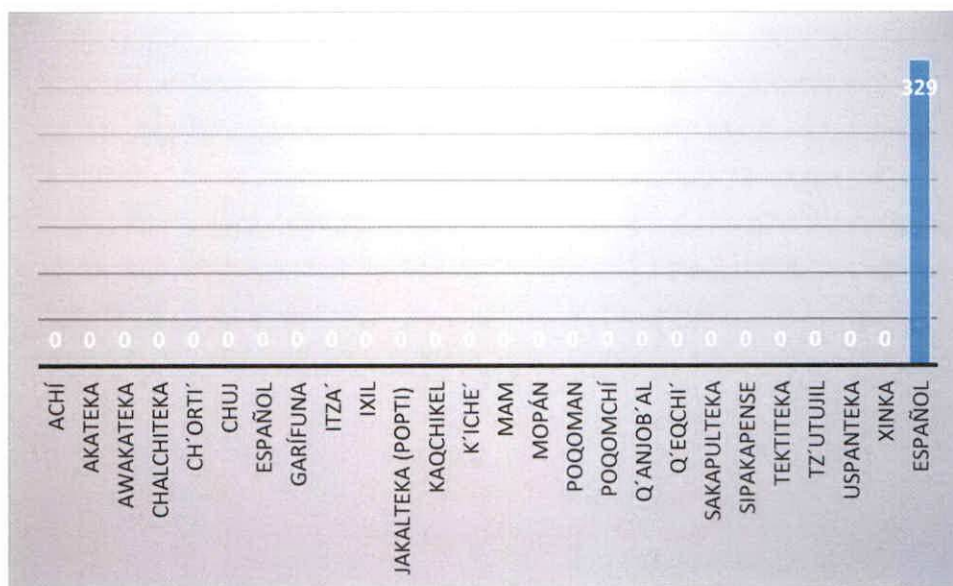 329
0 0 0 0 0 0 0 0 0 0 0 0 0 0 0 0 0 0 0 0 0 0 0 0 0
ACHÍ
AKATEKA
AWAKATEKA
CHALCHITEKA
CH´ORTI´
CHUJ
ESPAÑOL
GARÍFUNA
ITZA´
IXIL
JAKALTEKA (POPTI)
KAQCHIKEL
K´ICHE´
MAM
MOPÁN
POQOMAN
POQOMCHÍ
Q´ANJOB´AL
Q´EQCHI´
SAKAPULTEKA
SIPAKAPENSE
TEKTITEKA
TZ´UTUJIL
USPANTEKA
XINKA
ESPAÑOL